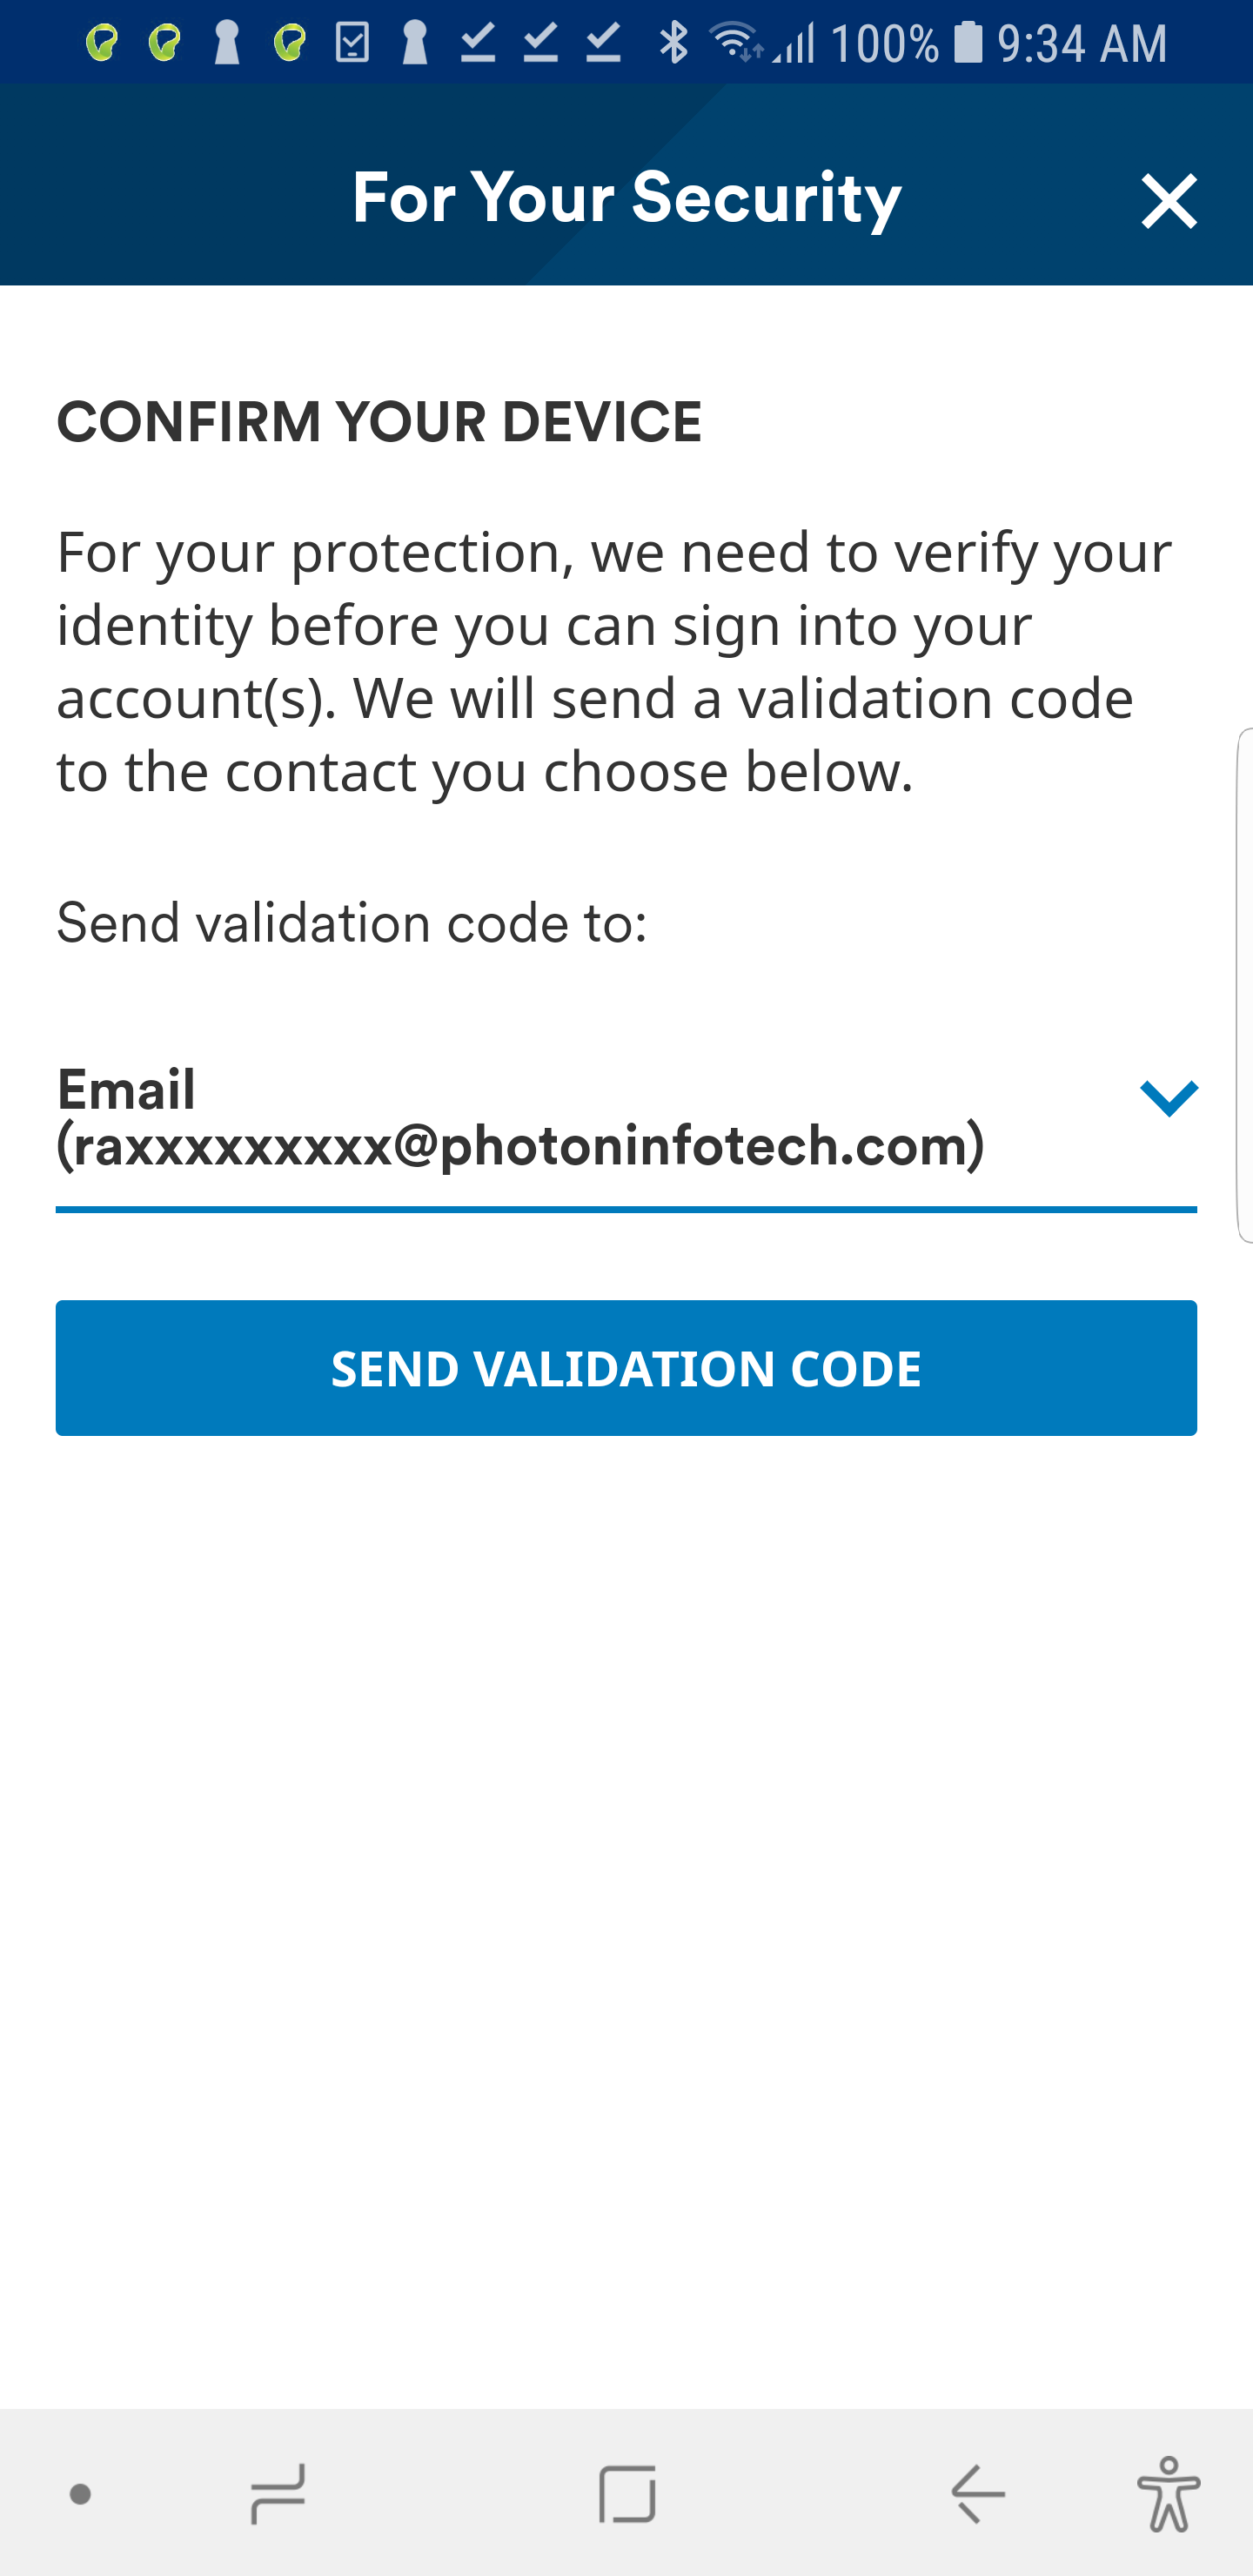 100% 9:34 AM
For Your Security
CONFIRM YOUR DEVICE
For your protection, we need to verify your
identity before you can sign into your
account(s). We will send a validation code
to the contact you choose below.
Send validation code to:
Email
(raxxxxxxxxxx@photoninfotech.com)
SEND VALIDATION CODE